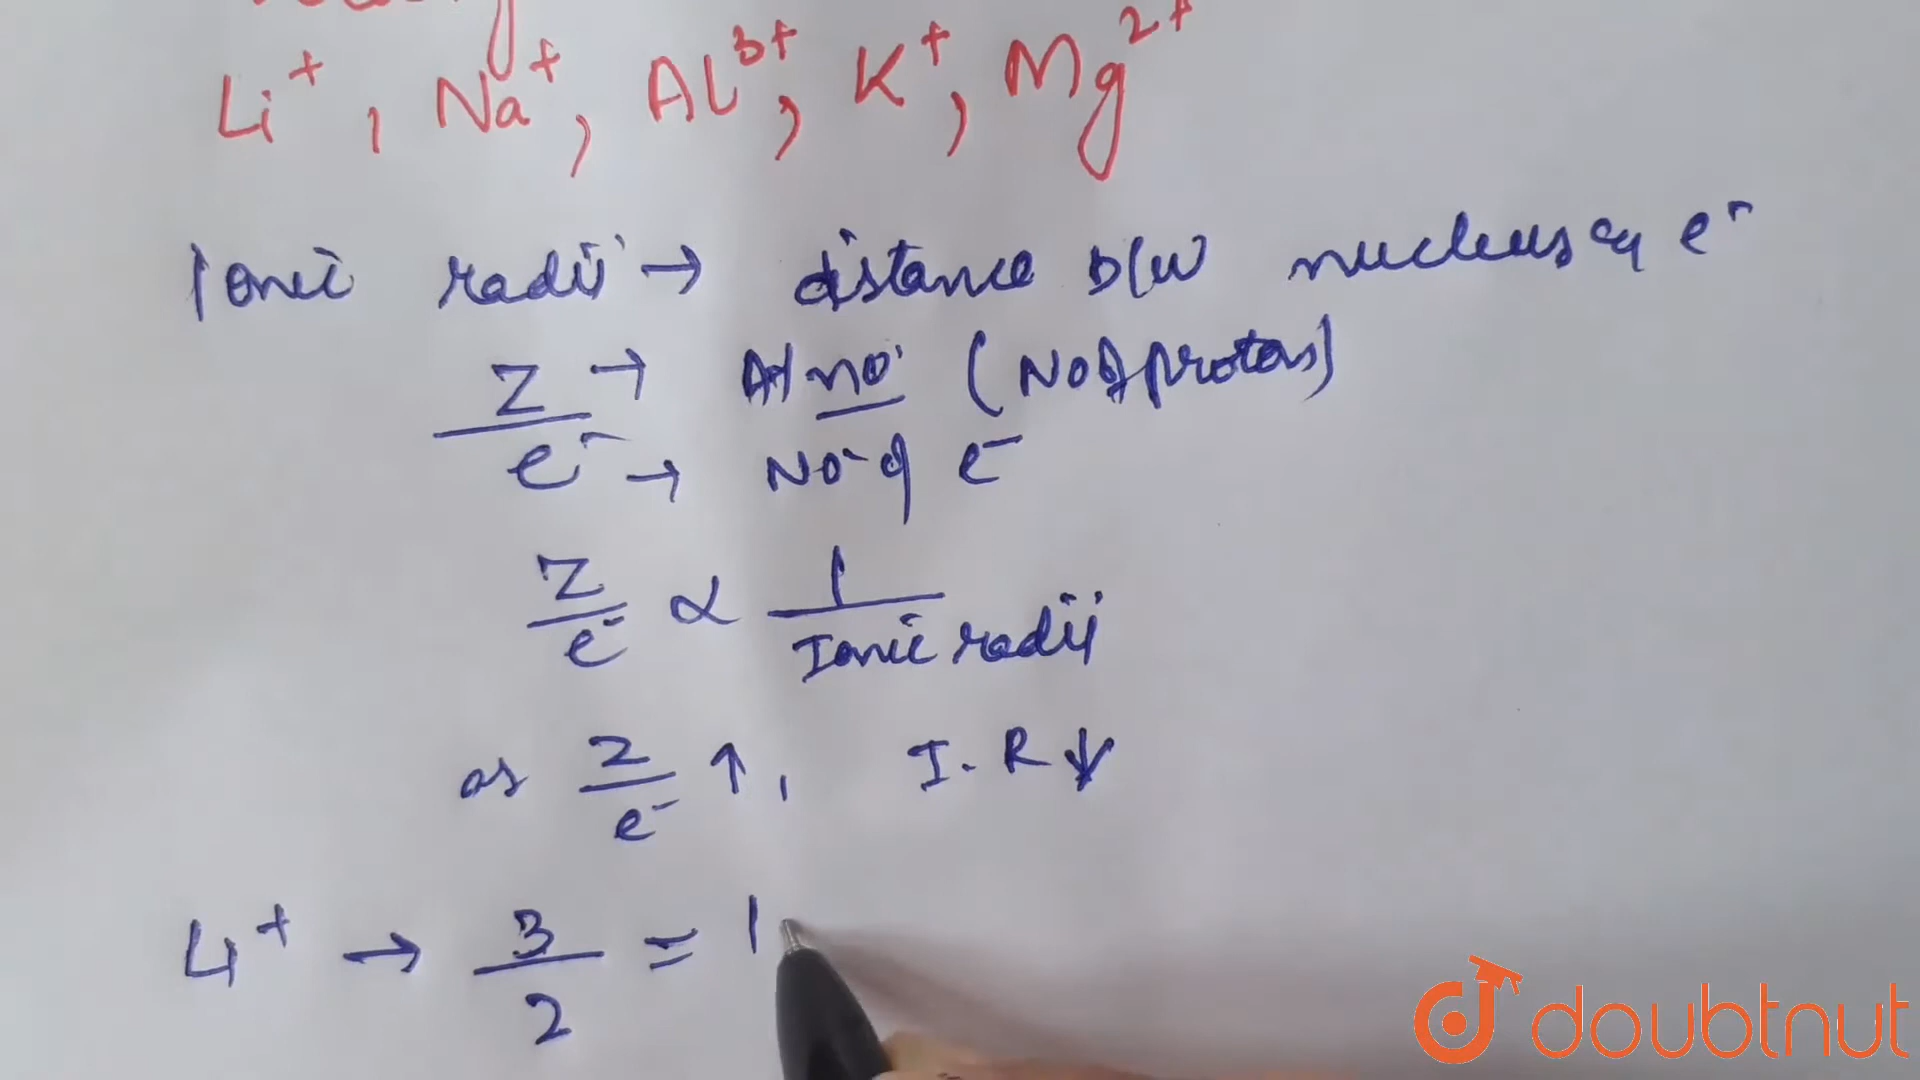 Li⁺, Na⁺, Al³⁺, K⁺, Mg²⁺
Ionic radii → distance b/w nucleus & e⁻
Z → At no. (No of protons)
e⁻ → No. of e⁻
Z/e⁻ ∝ 1/Ionic radii
as Z/e⁻ ↑, I.R ↓
Li⁺ → 3/2 = 1
doubtnut